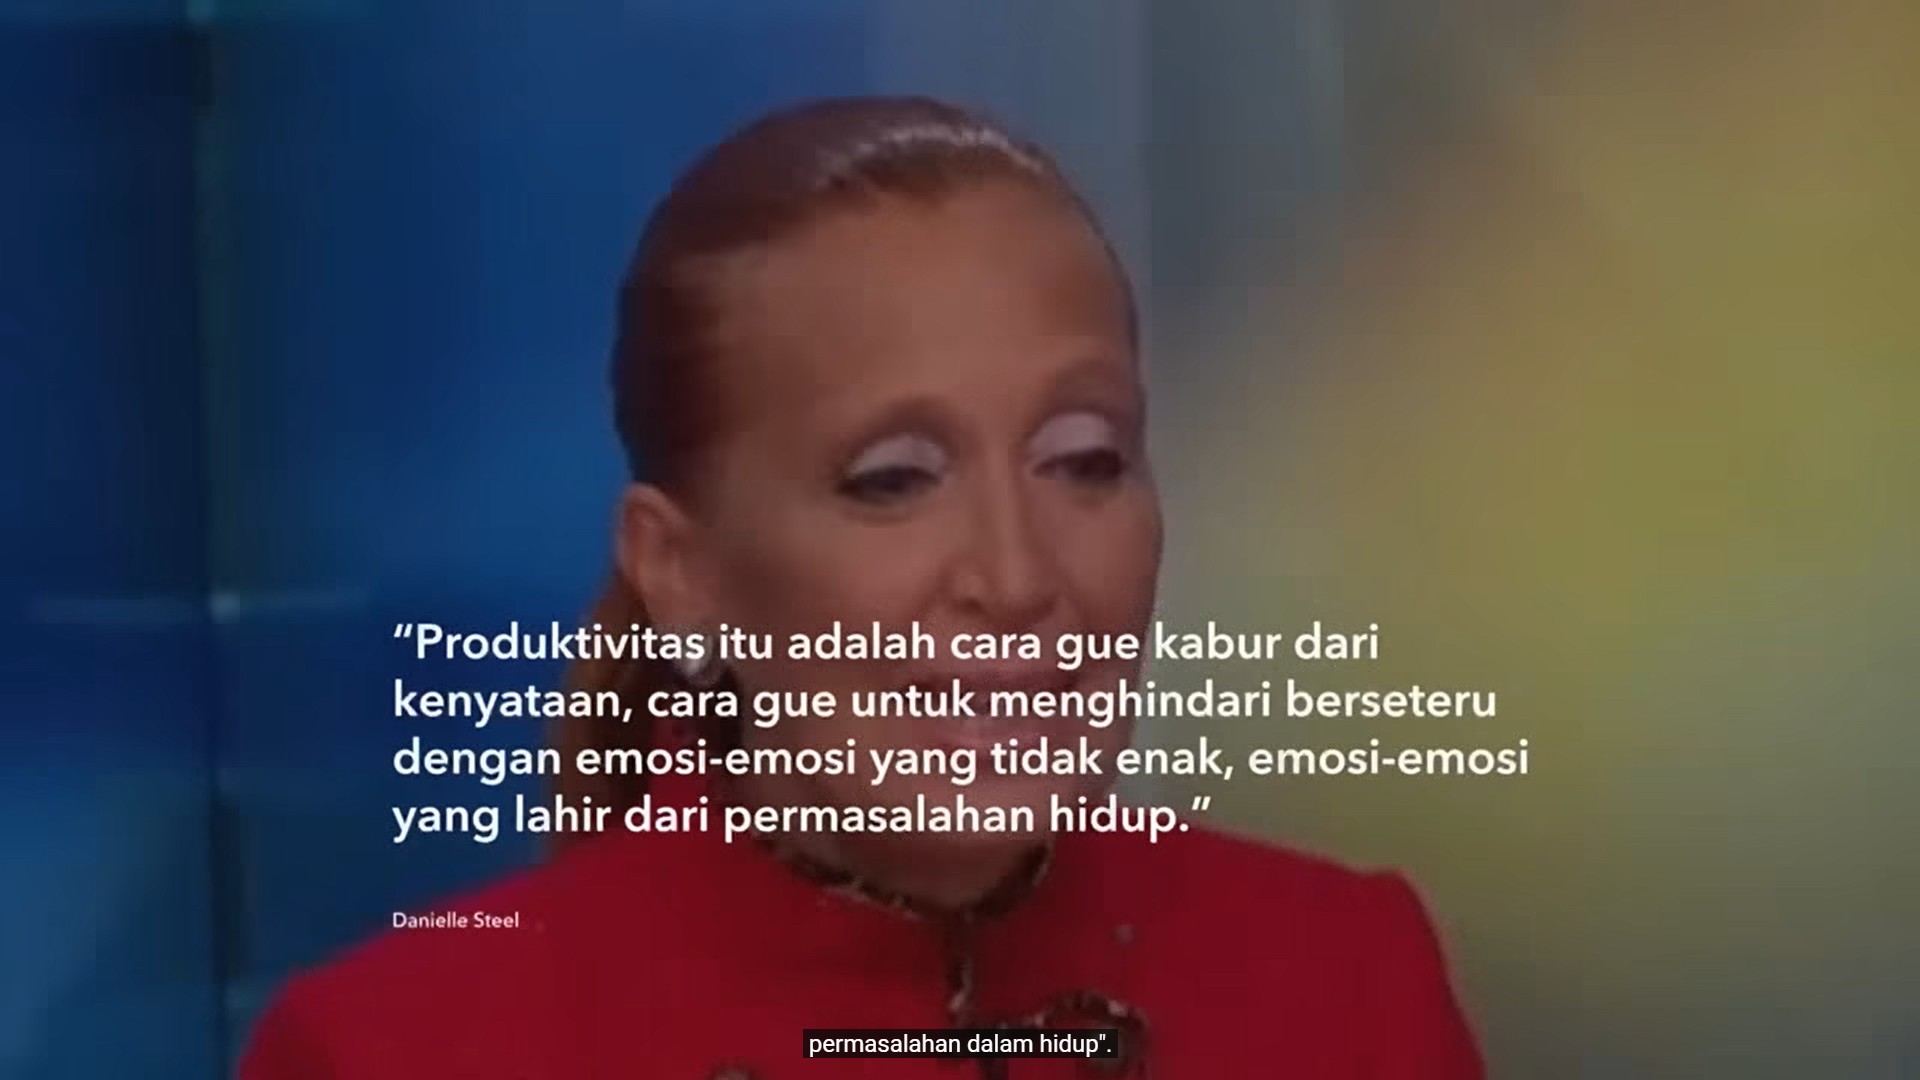 “Produktivitas itu adalah cara gue kabur dari
kenyataan, cara gue untuk menghindari berseteru
dengan emosi-emosi yang tidak enak, emosi-emosi
yang lahir dari permasalahan hidup.”
Danielle Steel
permasalahan dalam hidup".